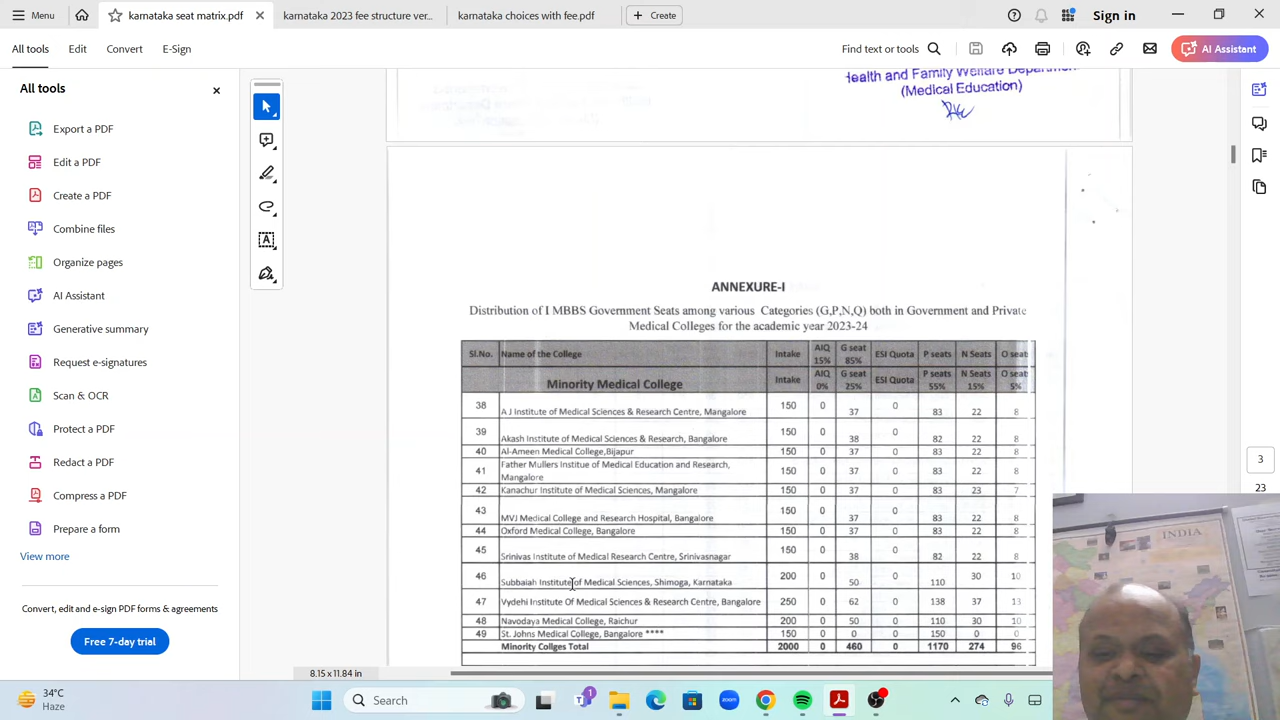 Menu
karnataka seat matrix.pdf
karnataka 2023 fee structure ver...
karnataka choices with fee.pdf
Create
Sign in
All tools Edit Convert E-Sign
Find text or tools
AI Assistant
All tools
Export a PDF
Edit a PDF
Create a PDF
Combine files
Organize pages
AI Assistant
Generative summary
Request e-signatures
Scan & OCR
Protect a PDF
Redact a PDF
Compress a PDF
Prepare a form
View more
Convert, edit and e-sign PDF forms & agreements
Free 7-day trial
Health and Family Welfare Department
(Medical Education)
ANNEXURE-I
Distribution of I MBBS Government Seats among various Categories (G,P,N,Q) both in Government and Private
Medical Colleges for the academic year 2023-24
Sl.No. Name of the College Intake AIQ 15% G seat 85% ESI Quota P seats N Seats O seat
Minority Medical College Intake AIQ 0% G seat 25% ESI Quota P seats 55% N Seats 15% O seat 5%
38 A J Institute of Medical Sciences & Research Centre, Mangalore 150 0 37 0 83 22 8
39 Akash Institute of Medical Sciences & Research, Bangalore 150 0 38 0 82 22 8
40 Al-Ameen Medical College,Bijapur 150 0 37 0 83 22 8
41 Father Mullers Institue of Medical Education and Research, Mangalore 150 0 37 0 83 22 8
42 Kanachur Institute of Medical Sciences, Mangalore 150 0 37 0 83 23 7
43 MVJ Medical College and Research Hospital, Bangalore 150 0 37 0 83 22 8
44 Oxford Medical College, Bangalore 150 0 37 0 83 22 8
45 Srinivas Institute of Medical Research Centre, Srinivasnagar 150 0 38 0 82 22 8
46 Subbaiah Institute of Medical Sciences, Shimoga, Karnataka 200 0 50 0 110 30 10
47 Vydehi Institute Of Medical Sciences & Research Centre, Bangalore 250 0 62 0 138 37 13
48 Navodaya Medical College, Raichur 200 0 50 0 110 30 10
49 St. Johns Medical College, Bangalore **** 150 0 0 0 150 0 0
Minority Collges Total 2000 0 460 0 1170 274 96
3
23
8.15 x 11.84 in
INDIA
34°C
Haze
Search
1
zoom